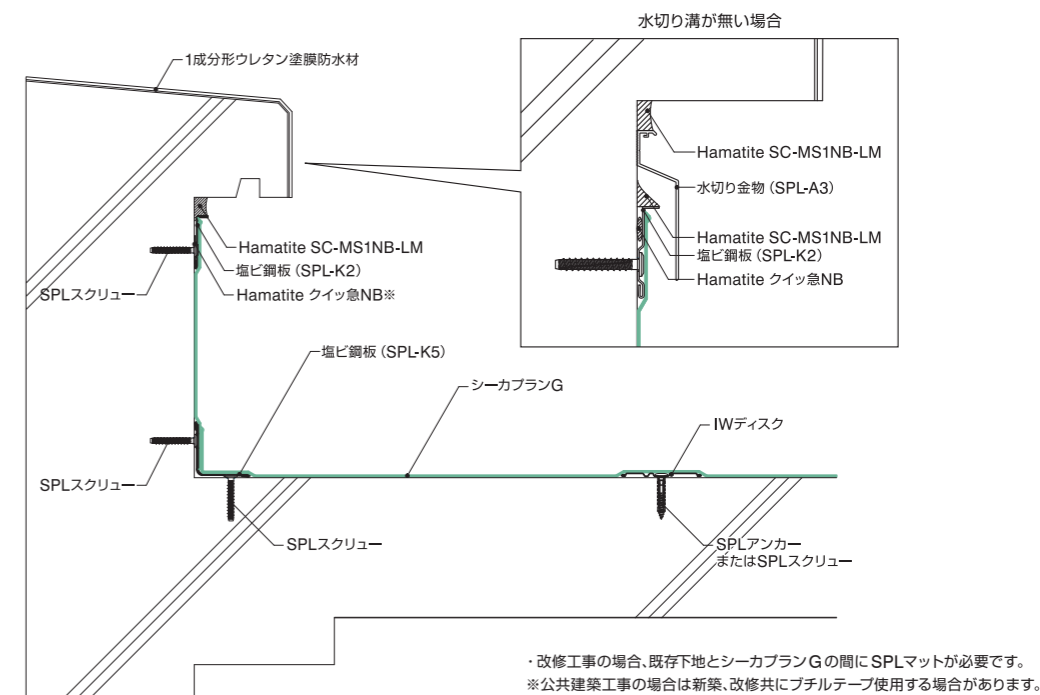 水切り溝が無い場合
1成分形ウレタン塗膜防水材
Hamatite SC-MS1NB-LM
水切り金物（SPL-A3）
Hamatite SC-MS1NB-LM
塩ビ鋼板（SPL-K2）
Hamatite クイッ急NB
Hamatite SC-MS1NB-LM
塩ビ鋼板（SPL-K2）
Hamatite クイッ急NB※
SPLスクリュー
塩ビ鋼板（SPL-K5）
シーカプランG
IWディスク
SPLスクリュー
SPLスクリュー
SPLアンカー
またはSPLスクリュー
・改修工事の場合、既存下地とシーカプランGの間にSPLマットが必要です。
※公共建築工事の場合は新築、改修共にブチルテープ使用する場合があります。